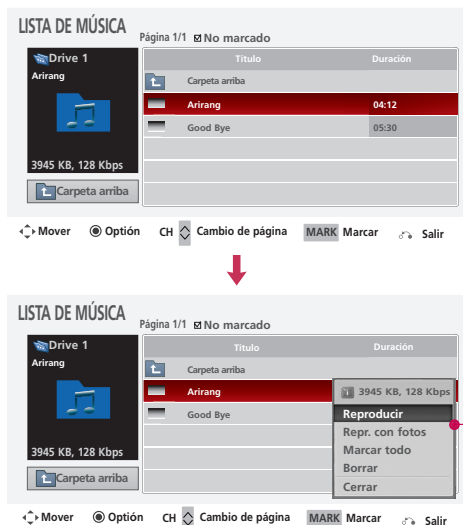 LISTA DE MÚSICA
Página 1/1 No marcado
Drive 1
Arirang
3945 KB, 128 Kbps
Carpeta arriba
Título Duración
Carpeta arriba
Arirang 04:12
Good Bye 05:30
Mover Optión CH Cambio de página MARK Marcar Salir
LISTA DE MÚSICA
Página 1/1 No marcado
Drive 1
Arirang
3945 KB, 128 Kbps
Carpeta arriba
Título Duración
Carpeta arriba
Arirang
Good Bye
3945 KB, 128 Kbps
Reproducir
Repr. con fotos
Marcar todo
Borrar
Cerrar
Mover Optión CH Cambio de página MARK Marcar Salir